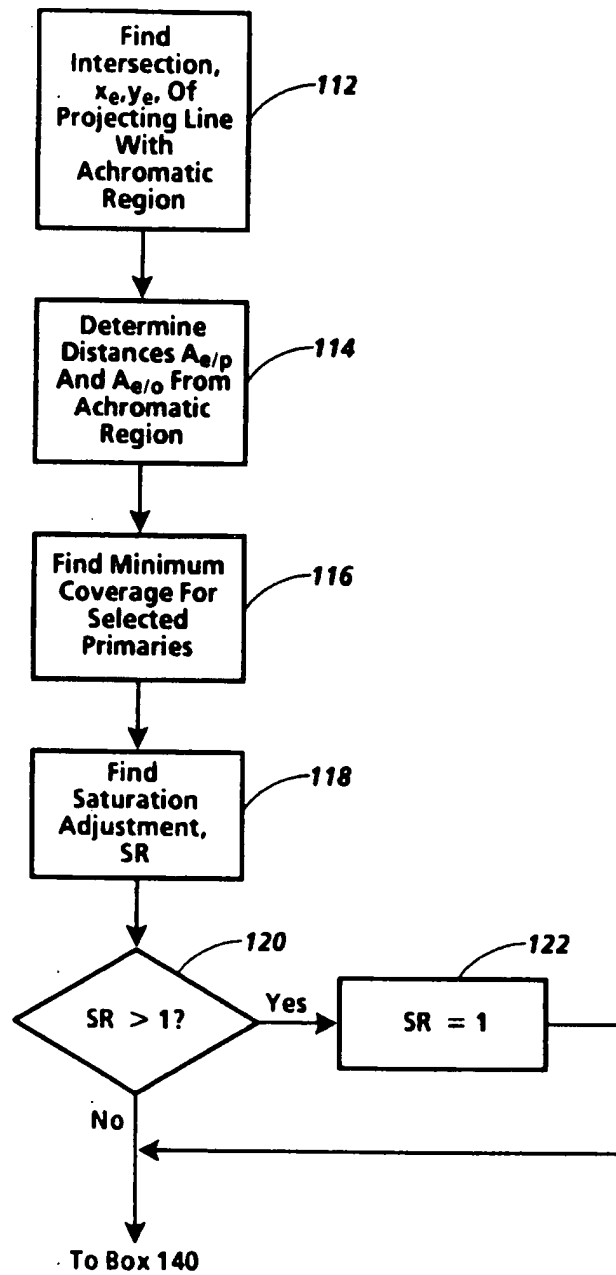 Find
Intersection,
xe,ye, Of
Projecting Line
With
Achromatic
Region
112
Determine
Distances Ae/p
And Ae/o From
Achromatic
Region
114
Find Minimum
Coverage For
Selected
Primaries
116
Find
Saturation
Adjustment,
SR
118
120
SR > 1?
Yes
122
SR = 1
No
To Box 140